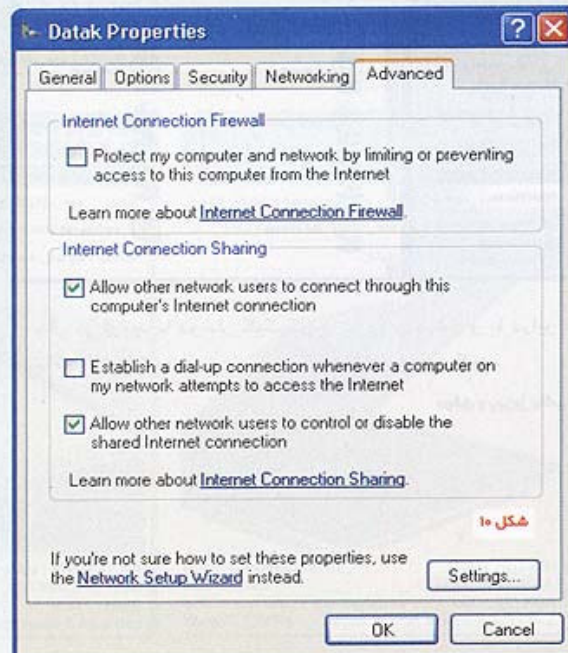 Datak Properties
General Options Security Networking Advanced
Internet Connection Firewall
Protect my computer and network by limiting or preventing
access to this computer from the Internet
Learn more about Internet Connection Firewall.
Internet Connection Sharing
Allow other network users to connect through this
computer's Internet connection
Establish a dial-up connection whenever a computer on
my network attempts to access the Internet
Allow other network users to control or disable the
shared Internet connection
Learn more about Internet Connection Sharing.
شکل ۱۰
If you're not sure how to set these properties, use
the Network Setup Wizard instead.
Settings...
OK Cancel